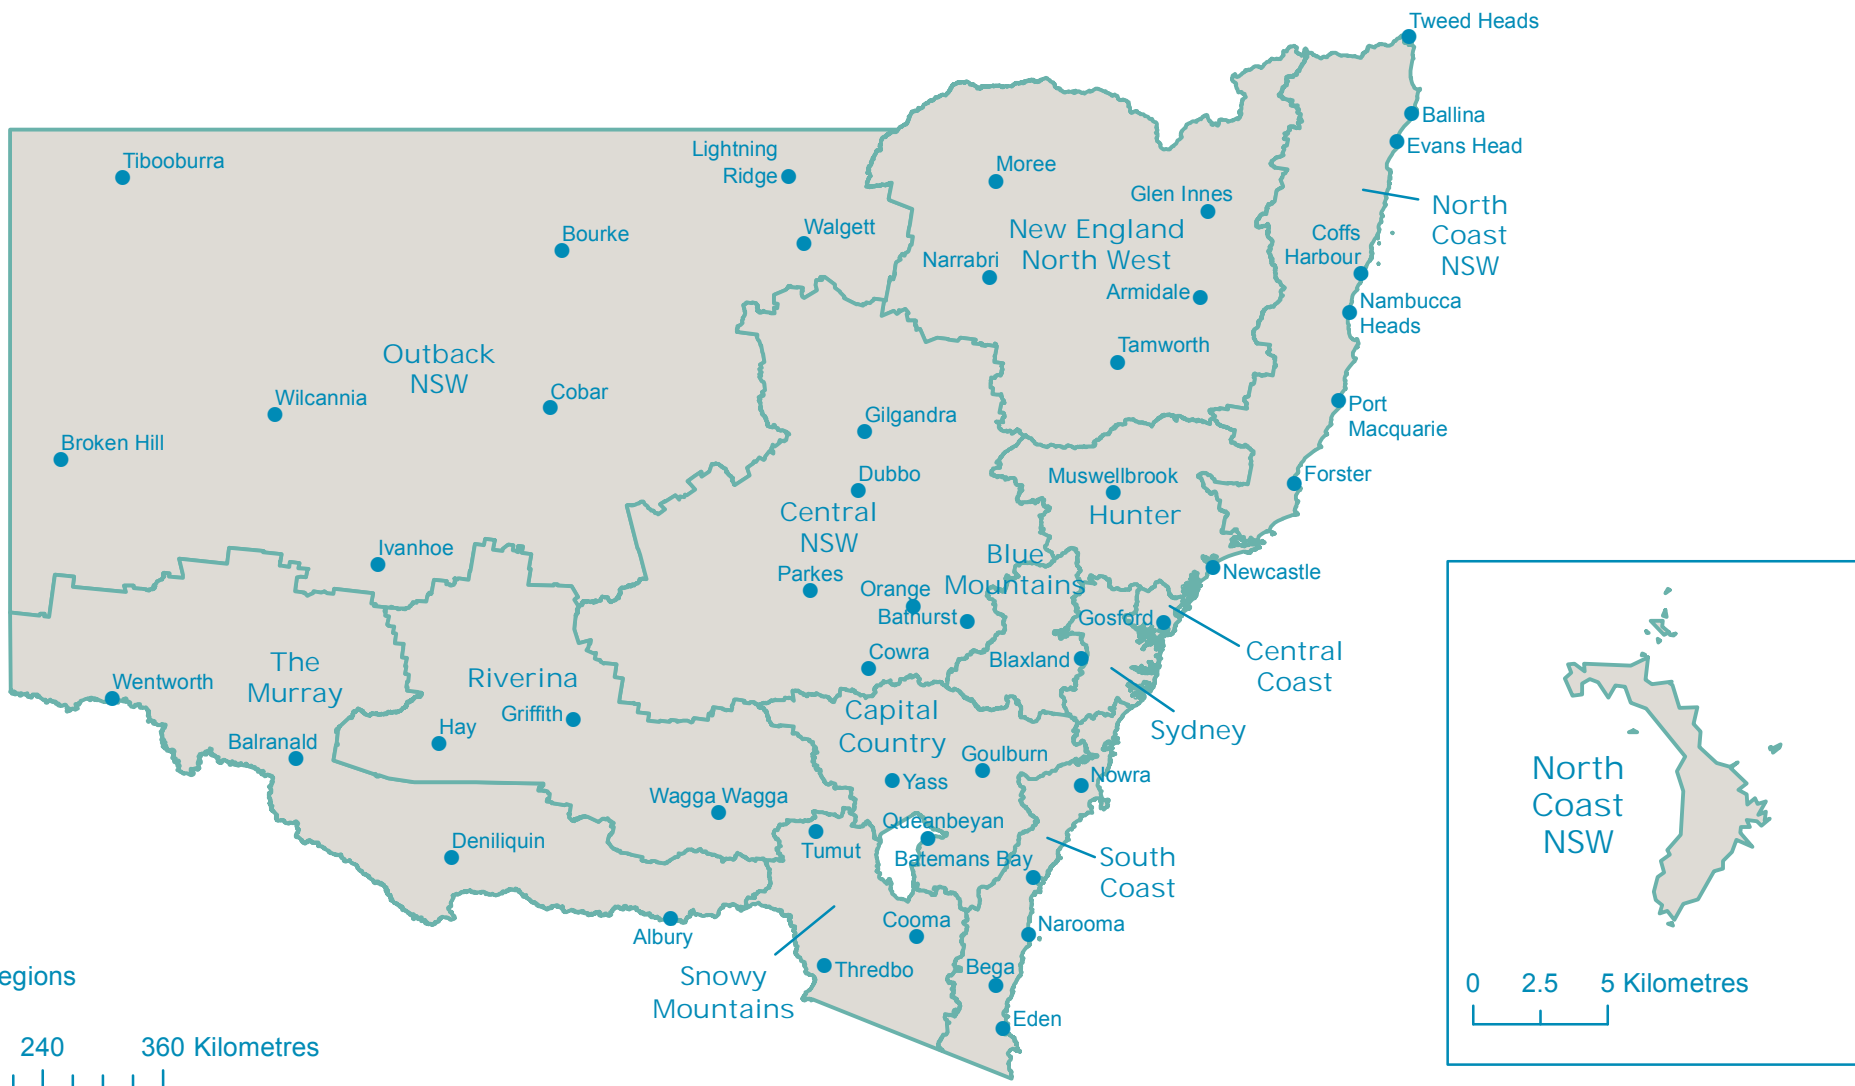 Tweed Heads
Ballina
Evans Head
Tibooburra
Lightning
Ridge
Moree
Glen Innes
Walgett
New England
North West
North
Coast
NSW
Bourke
Narrabri
Coffs
Harbour
Armidale
Nambucca
Heads
Outback
NSW
Tamworth
Wilcannia
Cobar
Gilgandra
Port
Macquarie
Broken Hill
Dubbo
Muswellbrook
Forster
Central
NSW
Hunter
Ivanhoe
Blue
Mountains
Parkes
Newcastle
Orange
Bathurst
Gosford
Cowra
Blaxland
Central
Coast
The
Murray
Wentworth
Riverina
Griffith
Hay
Capital
Country
Sydney
Balranald
Goulburn
Yass
Nowra
Wagga Wagga
Queanbeyan
Tumut
Batemans Bay
South
Coast
Deniliquin
Albury
Cooma
Narooma
Snowy
Mountains
Thredbo
Bega
Eden
North
Coast
NSW
0 2.5 5 Kilometres
egions
240 360 Kilometres